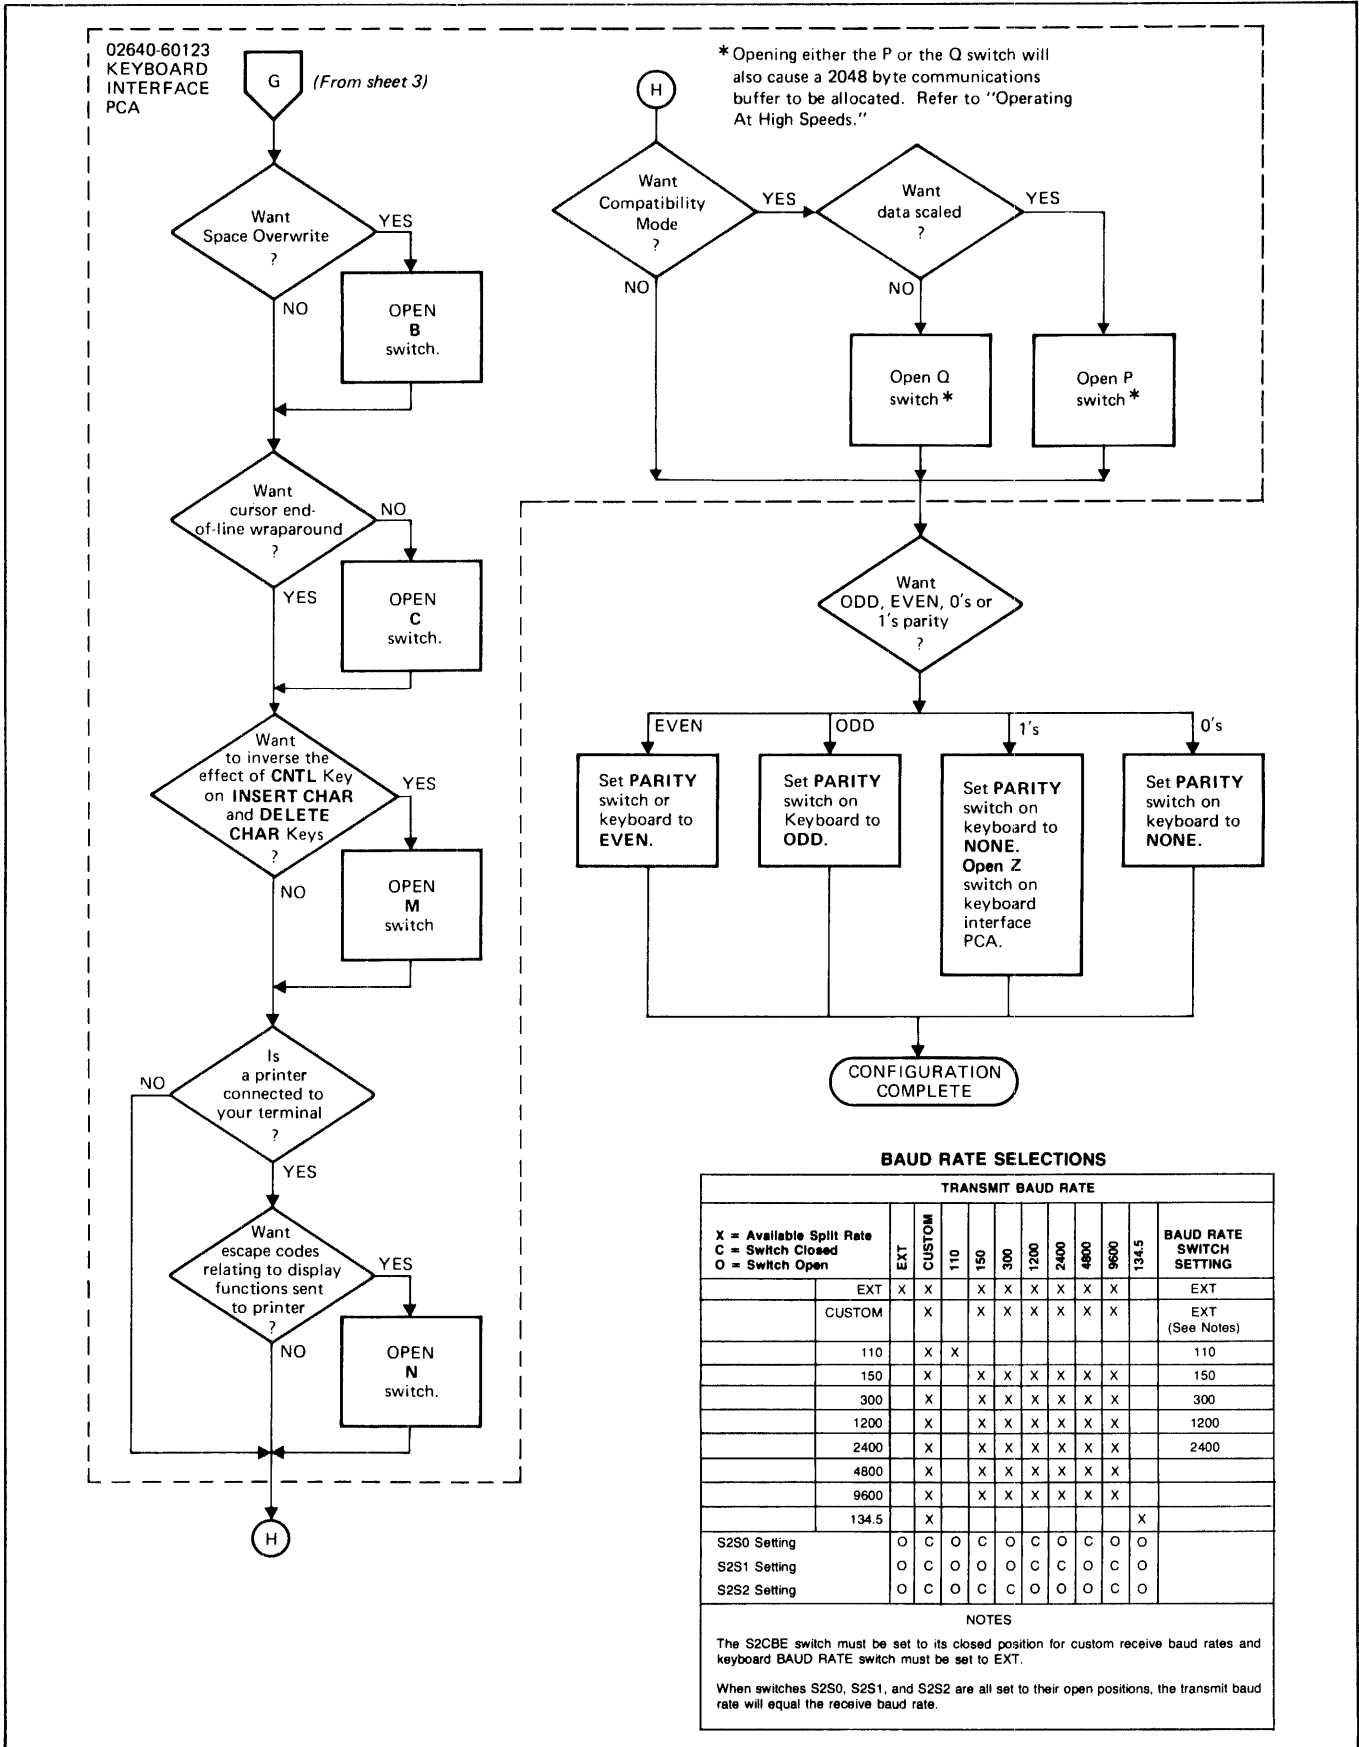 02640-60123
KEYBOARD
INTERFACE
PCA
G
(From sheet 3)
Want
Space Overwrite
?
YES
NO
OPEN
B
switch.
Want
cursor end-
of-line wraparound
?
NO
YES
OPEN
C
switch.
Want
to inverse the
effect of CNTL Key
on INSERT CHAR
and DELETE
CHAR Keys
?
YES
NO
OPEN
M
switch
Is
a printer
connected to
your terminal
?
NO
YES
Want
escape codes
relating to display
functions sent
to printer
?
YES
NO
OPEN
N
switch.
H
* Opening either the P or the Q switch will
also cause a 2048 byte communications
buffer to be allocated. Refer to "Operating
At High Speeds."
H
Want
Compatibility
Mode
?
YES
NO
Want
data scaled
?
YES
NO
Open Q
switch *
Open P
switch *
Want
ODD, EVEN, 0's or
1's parity
?
EVEN
ODD
1's
0's
Set PARITY
switch or
keyboard to
EVEN.
Set PARITY
switch on
Keyboard to
ODD.
Set PARITY
switch on
keyboard to
NONE.
Open Z
switch on
keyboard
interface
PCA.
Set PARITY
switch on
keyboard to
NONE.
CONFIGURATION
COMPLETE
BAUD RATE SELECTIONS
TRANSMIT BAUD RATE
X = Available Split Rate
C = Switch Closed
O = Switch Open
EXT CUSTOM 110 150 300 1200 2400 4800 9600 134.5
BAUD RATE
SWITCH
SETTING
EXT X X X X X X X X X EXT
CUSTOM X X X X X X X X EXT
(See Notes)
110 X X 110
150 X X X X X X X X 150
300 X X X X X X X X 300
1200 X X X X X X X X 1200
2400 X X X X X X X X 2400
4800 X X X X X X X X
9600 X X X X X X X X
134.5 X X
S2S0 Setting O C O C O C O C O O
S2S1 Setting O C O O O C C O C O
S2S2 Setting O C O C C O O O C O
NOTES
The S2CBE switch must be set to its closed position for custom receive baud rates and
keyboard BAUD RATE switch must be set to EXT.
When switches S2S0, S2S1, and S2S2 are all set to their open positions, the transmit baud
rate will equal the receive baud rate.